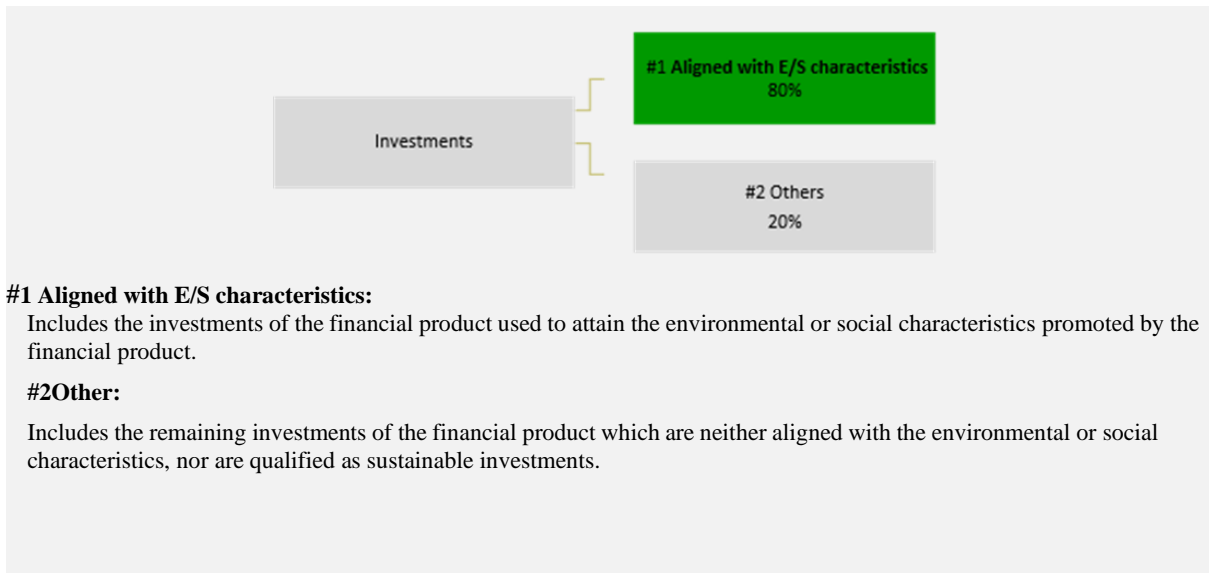 #1 Aligned with E/S characteristics
80%
Investments
#2 Others
20%
#1 Aligned with E/S characteristics:
Includes the investments of the financial product used to attain the environmental or social characteristics promoted by the
financial product.
#2Other:
Includes the remaining investments of the financial product which are neither aligned with the environmental or social
characteristics, nor are qualified as sustainable investments.